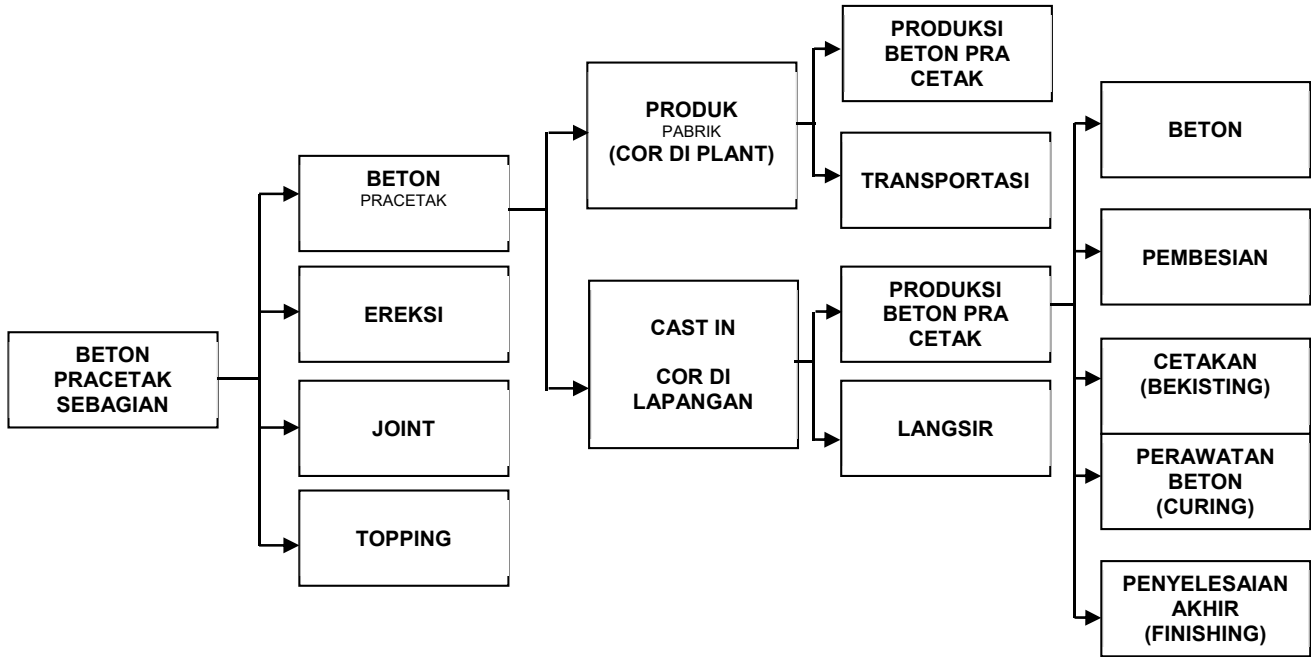 BETON
PRACETAK
SEBAGIAN
BETON
PRACETAK
EREKSI
JOINT
TOPPING
PRODUK
PABRIK
(COR DI PLANT)
CAST IN
COR DI
LAPANGAN
PRODUKSI
BETON PRA
CETAK
TRANSPORTASI
PRODUKSI
BETON PRA
CETAK
LANGSIR
BETON
PEMBESIAN
CETAKAN
(BEKISTING)
PERAWATAN
BETON
(CURING)
PENYELESAIAN
AKHIR
(FINISHING)